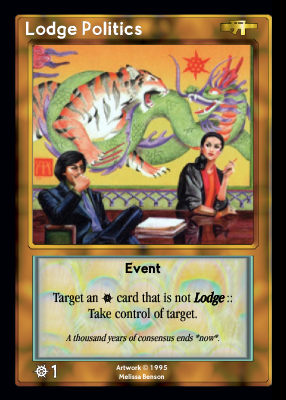 Lodge Politics
Event
Target an card that is not Lodge ::
Take control of target.
A thousand years of consensus ends *now*.
1
Artwork © 1995
Melissa Benson